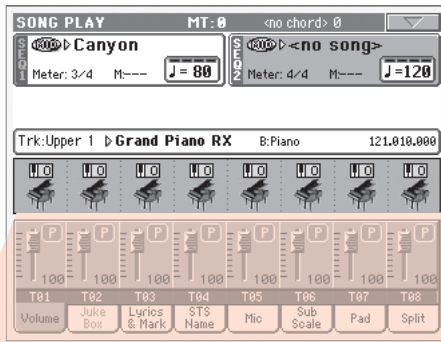 SONG PLAY MT:0 <no chord> 0
SEQ1 Canyon
Meter: 3/4 M:--- ♩= 80
SEQ2 <no song>
Meter: 4/4 M:--- ♩=120
Trk:Upper 1 ▷Grand Piano RX B:Piano 121.010.000
P P P P P P P P
100 100 100 100 100 100 100 100
T01 T02 T03 T04 T05 T06 T07 T08
Volume Juke Box Lyrics & Mark STS Name Mic Sub Scale Pad Split